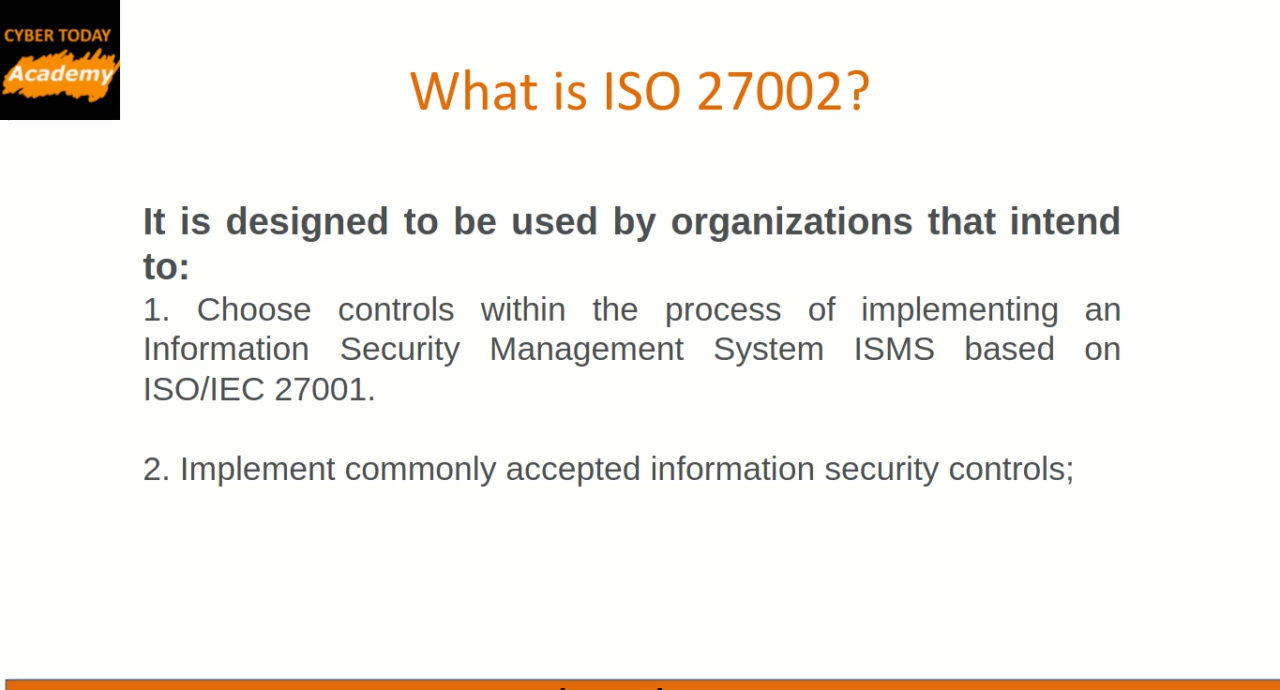 CYBER TODAY
Academy
What is ISO 27002?
It is designed to be used by organizations that intend
to:
1. Choose controls within the process of implementing an
Information Security Management System ISMS based on
ISO/IEC 27001.
2. Implement commonly accepted information security controls;